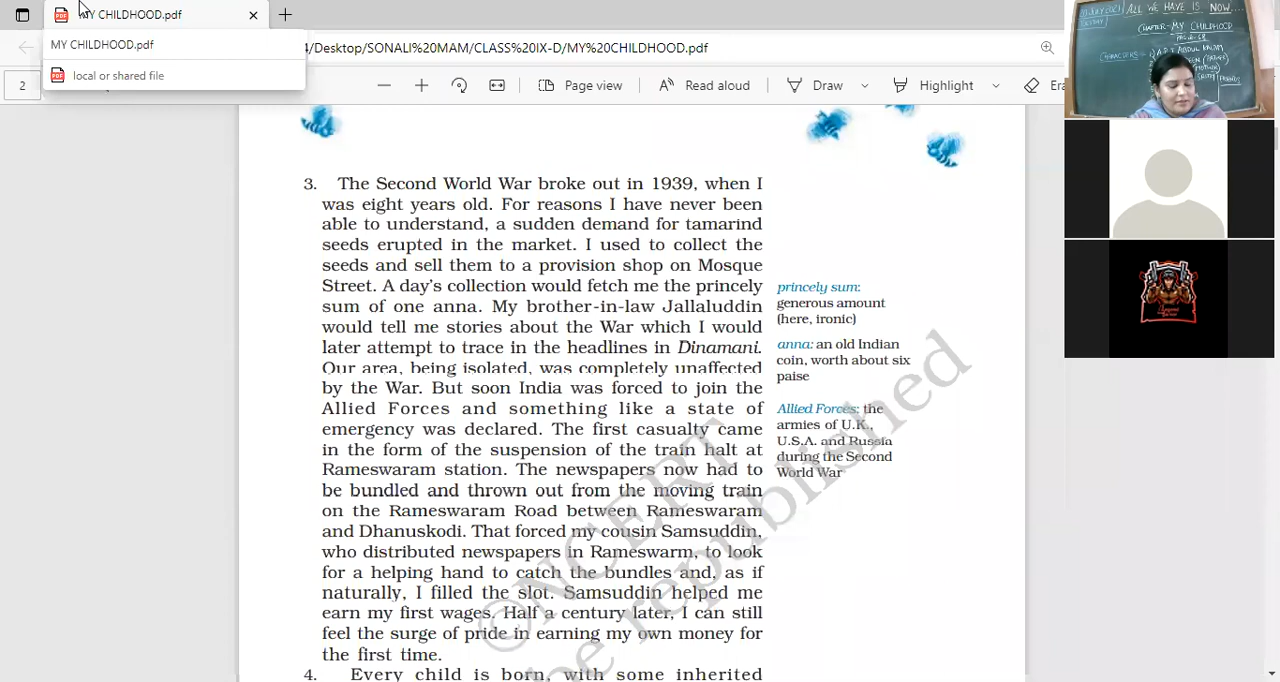 MY CHILDHOOD.pdf
MY CHILDHOOD.pdf
local or shared file
4/Desktop/SONALI%20MAM/CLASS IX-D/MY%20CHILDHOOD.pdf
2
Page view
Read aloud
Draw
Highlight
Era
3. The Second World War broke out in 1939, when I
was eight years old. For reasons I have never been
able to understand, a sudden demand for tamarind
seeds erupted in the market. I used to collect the
seeds and sell them to a provision shop on Mosque
Street. A day's collection would fetch me the princely
sum of one anna. My brother-in-law Jallaluddin
would tell me stories about the War which I would
later attempt to trace in the headlines in Dinamani.
Our area, being isolated, was completely unaffected
by the War. But soon India was forced to join the
Allied Forces and something like a state of
emergency was declared. The first casualty came
in the form of the suspension of the train halt at
Rameswaram station. The newspapers now had to
be bundled and thrown out from the moving train
on the Rameswaram Road between Rameswaram
and Dhanuskodi. That forced my cousin Samsuddin,
who distributed newspapers in Rameswarm, to look
for a helping hand to catch the bundles and, as if
naturally, I filled the slot. Samsuddin helped me
earn my first wages. Half a century later, I can still
feel the surge of pride in earning my own money for
the first time.
4. Every child is born, with some inherited
princely sum:
generous amount
(here, ironic)
anna: an old Indian
coin, worth about six
paise
Allied Forces: the
armies of U.K.,
U.S.A. and Russia
during the Second
World War
©NCERT
be republished
ALL WE HAVE IS NOW....
CHAPTER - MY CHILDHOOD
CHARACTERS
ABDUL KALAM